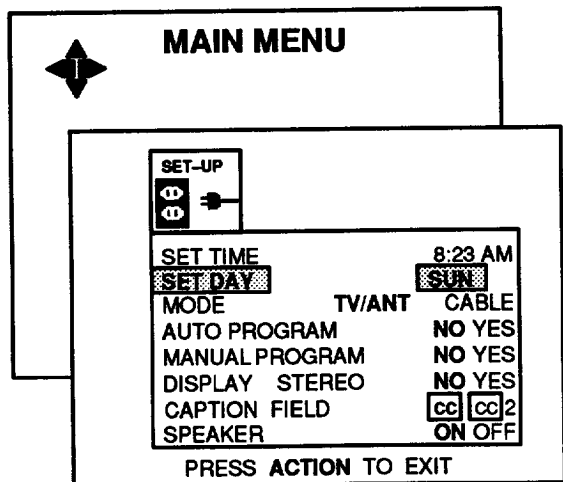 MAIN MENU
SET–UP
SET TIME 8:23 AM
SET DAY SUN
MODE TV/ANT CABLE
AUTO PROGRAM NO YES
MANUAL PROGRAM NO YES
DISPLAY STEREO NO YES
CAPTION FIELD CC CC 2
SPEAKER ON OFF
PRESS ACTION TO EXIT